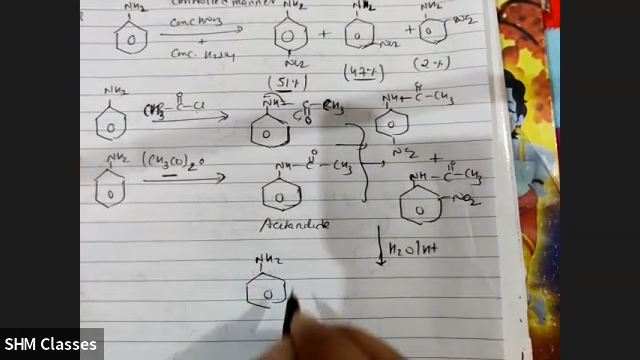 controlled manner
NH2
conc HNO3
+
conc. H2SO4
NH2
NO2
+
NH2
NO2
+
NH2
NO2
(51%)
(47%)
(2%)
NH2
CH3-C-Cl
O
NH-C-CH3
O
NH-C-CH3
O
NO2
+
NH2
(CH3CO)2O
NH-C-CH3
O
NH-C-CH3
O
NO2
Acetanilide
H2O/H+
NH2
SHM Classes